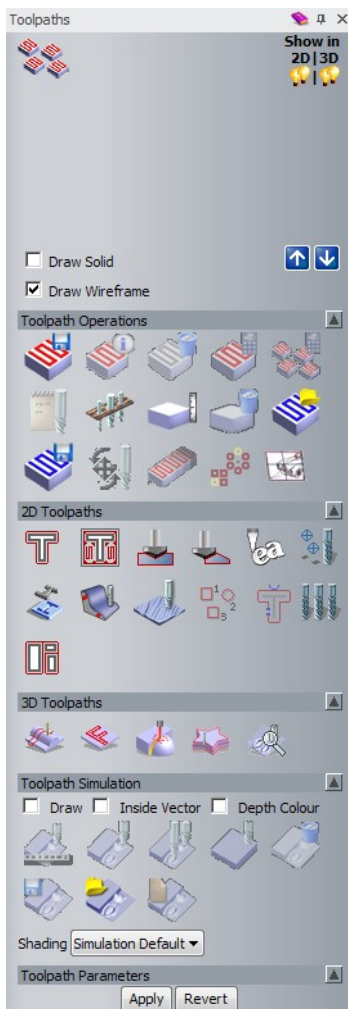 Toolpaths
Show in
2D|3D
Draw Solid
Draw Wireframe
Toolpath Operations
2D Toolpaths
3D Toolpaths
Toolpath Simulation
Draw Inside Vector Depth Colour
Shading Simulation Default
Toolpath Parameters
Apply Revert